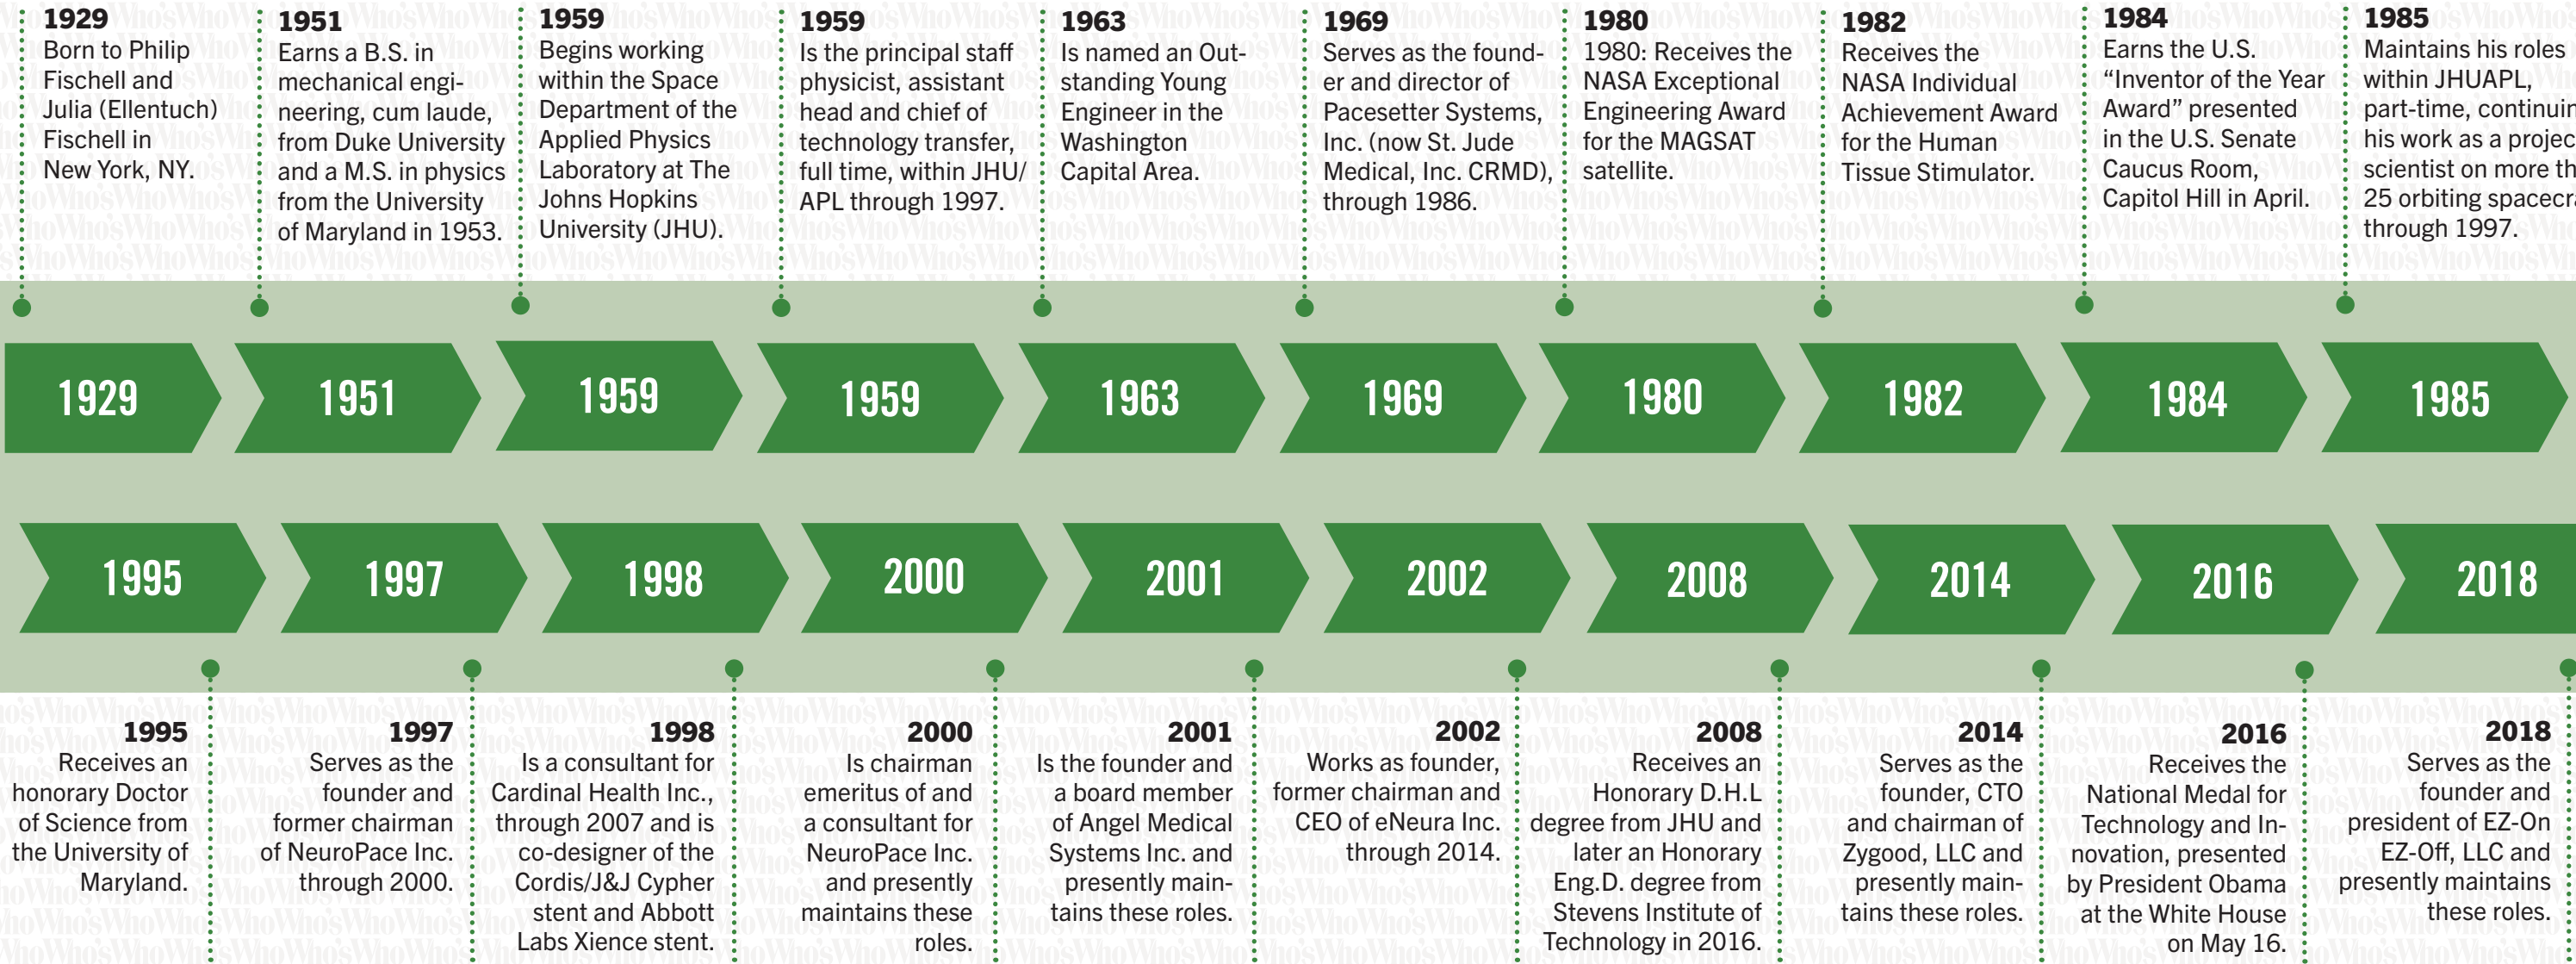 1929
Born to Philip
Fischell and
Julia (Ellentuch)
Fischell in
New York, NY.
1951
Earns a B.S. in
mechanical engi-
neering, cum laude,
from Duke University
and a M.S. in physics
from the University
of Maryland in 1953.
1959
Begins working
within the Space
Department of the
Applied Physics
Laboratory at The
Johns Hopkins
University (JHU).
1959
Is the principal staff
physicist, assistant
head and chief of
technology transfer,
full time, within JHU/
APL through 1997.
1963
Is named an Out-
standing Young
Engineer in the
Washington
Capital Area.
1969
Serves as the found-
er and director of
Pacesetter Systems,
Inc. (now St. Jude
Medical, Inc. CRMD),
through 1986.
1980
1980: Receives the
NASA Exceptional
Engineering Award
for the MAGSAT
satellite.
1982
Receives the
NASA Individual
Achievement Award
for the Human
Tissue Stimulator.
1984
Earns the U.S.
“Inventor of the Year
Award” presented
in the U.S. Senate
Caucus Room,
Capitol Hill in April.
1985
Maintains his roles
within JHUAPL,
part-time, continuin
his work as a projec
scientist on more th
25 orbiting spacecra
through 1997.
1929
1951
1959
1959
1963
1969
1980
1982
1984
1985
1995
1997
1998
2000
2001
2002
2008
2014
2016
2018
1995
Receives an
honorary Doctor
of Science from
the University of
Maryland.
1997
Serves as the
founder and
former chairman
of NeuroPace Inc.
through 2000.
1998
Is a consultant for
Cardinal Health Inc.,
through 2007 and is
co-designer of the
Cordis/J&J Cypher
stent and Abbott
Labs Xience stent.
2000
Is chairman
emeritus of and
a consultant for
NeuroPace Inc.
and presently
maintains these
roles.
2001
Is the founder and
a board member
of Angel Medical
Systems Inc. and
presently main-
tains these roles.
2002
Works as founder,
former chairman and
CEO of eNeura Inc.
through 2014.
2008
Receives an
Honorary D.H.L
degree from JHU and
later an Honorary
Eng.D. degree from
Stevens Institute of
Technology in 2016.
2014
Serves as the
founder, CTO
and chairman of
Zygood, LLC and
presently main-
tains these roles.
2016
Receives the
National Medal for
Technology and In-
novation, presented
by President Obama
at the White House
on May 16.
2018
Serves as the
founder and
president of EZ-On
EZ-Off, LLC and
presently maintains
these roles.